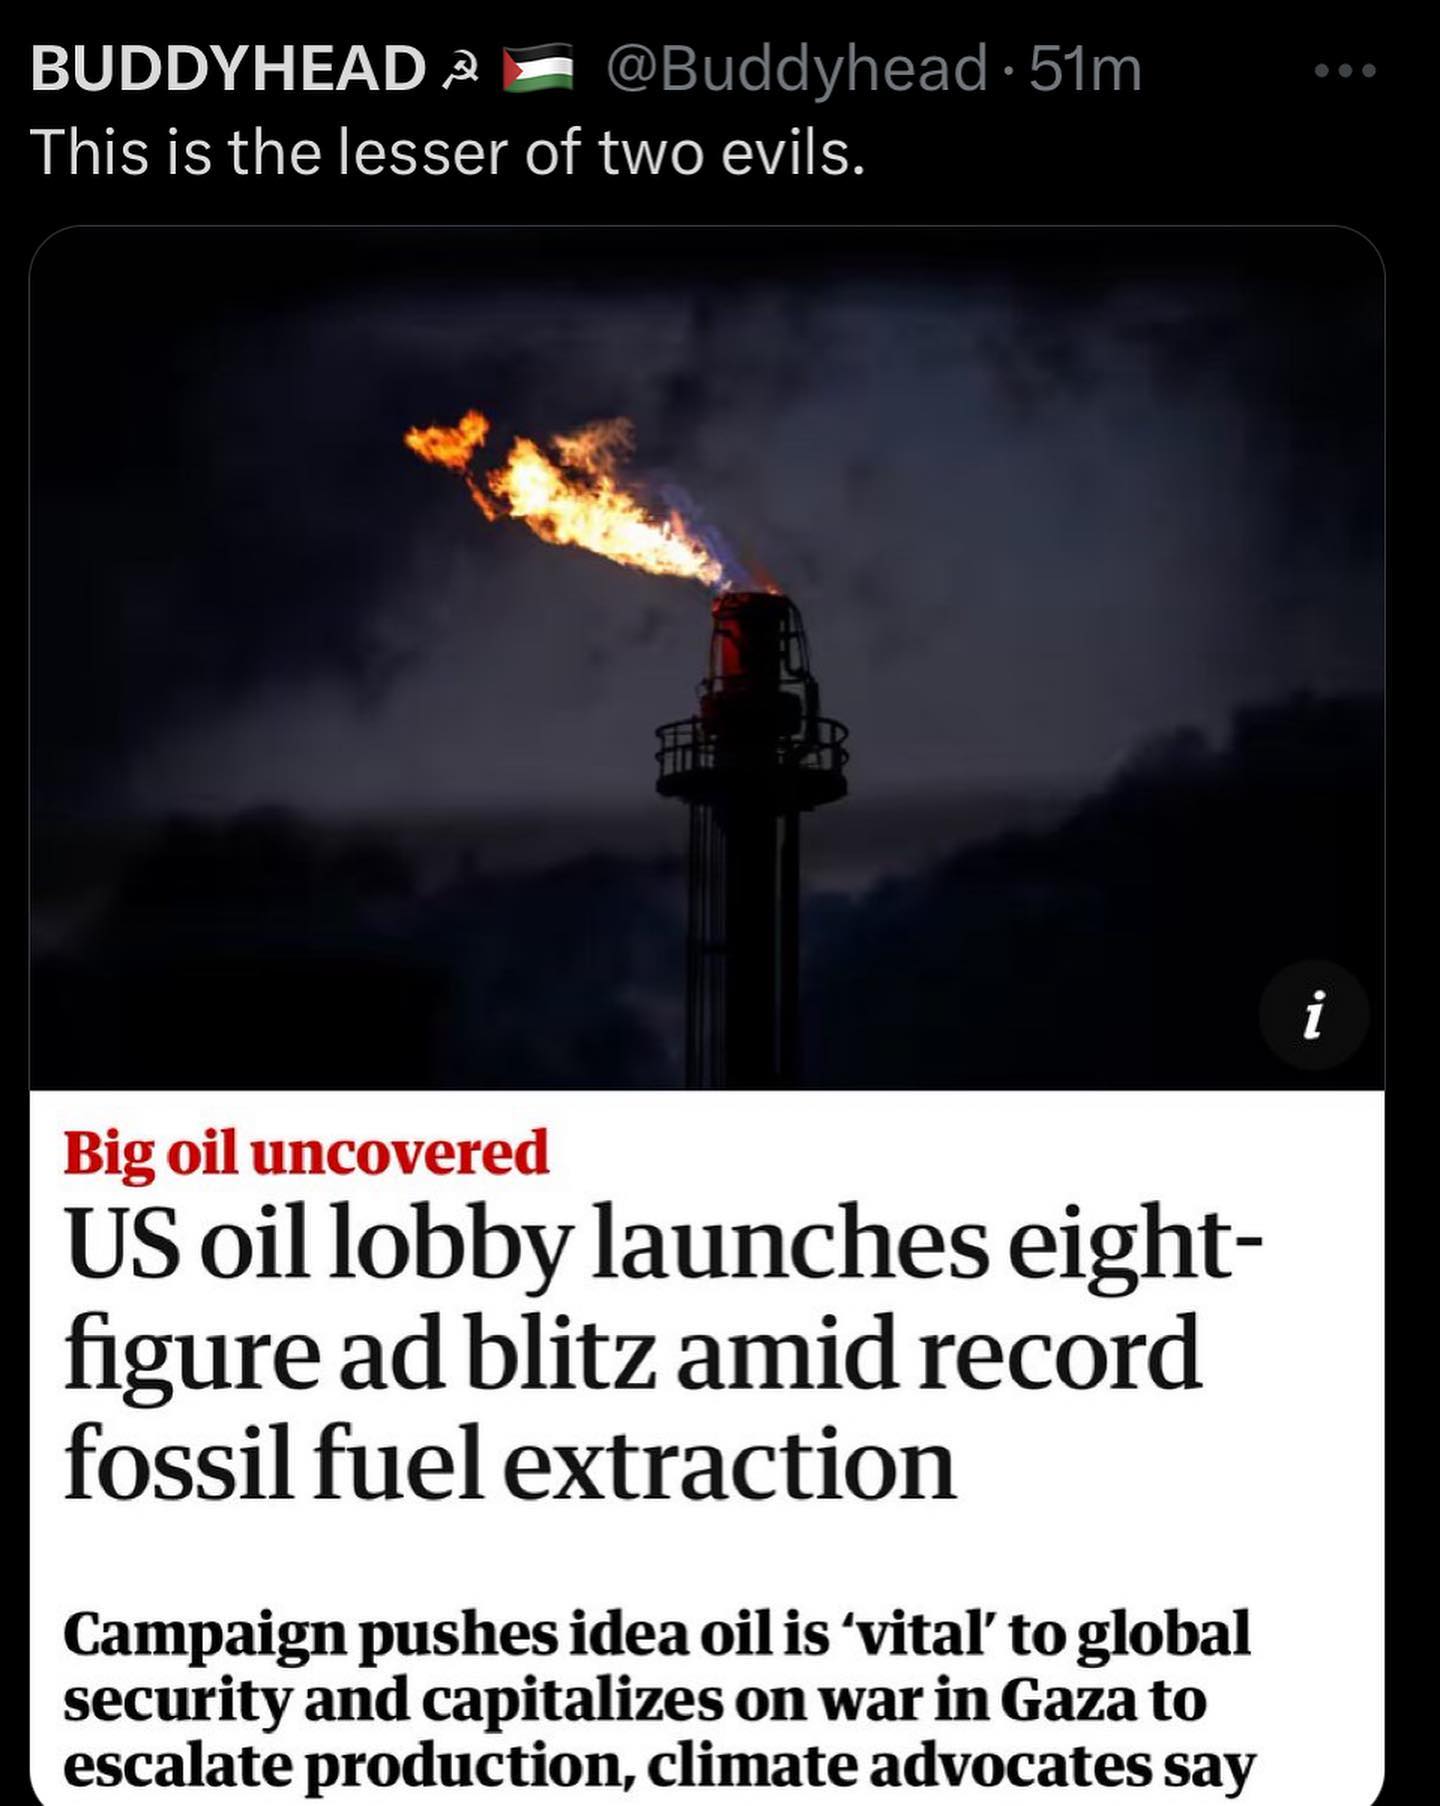 BUDDYHEAD ☭ 🇵🇸 @Buddyhead · 51m
This is the lesser of two evils.
i
Big oil uncovered
US oil lobby launches eight-
figure ad blitz amid record
fossil fuel extraction
Campaign pushes idea oil is ‘vital’ to global
security and capitalizes on war in Gaza to
escalate production, climate advocates say